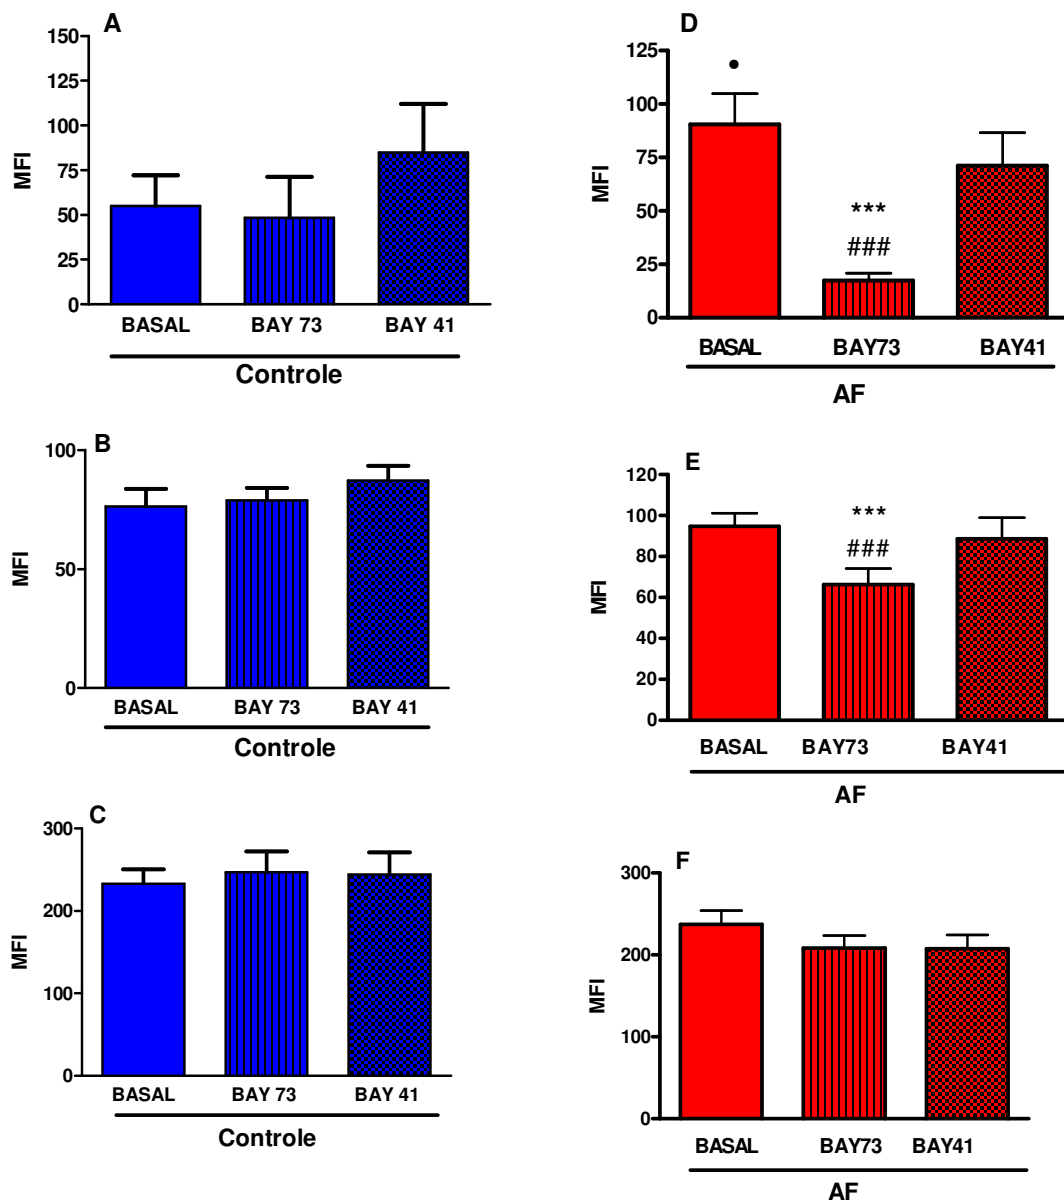 A
150
125
100
75
50
25
0
MFI
BASAL BAY 73 BAY 41
Controle
D
125
100
75
50
25
0
MFI
•
***
###
BASAL BAY73 BAY41
AF
B
100
50
0
MFI
BASAL BAY 73 BAY 41
Controle
E
120
100
80
60
40
20
0
MFI
***
###
BASAL BAY73 BAY41
AF
C
300
200
100
0
MFI
BASAL BAY 73 BAY 41
Controle
F
300
200
100
0
MFI
BASAL BAY73 BAY41
AF